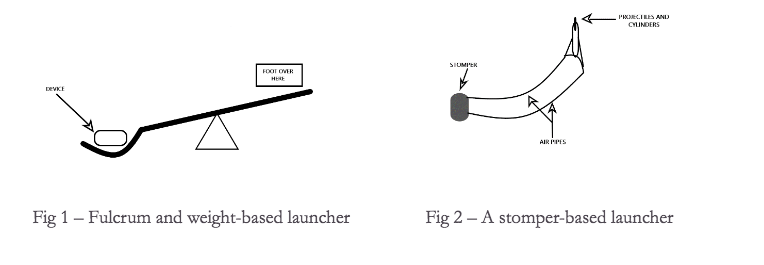 PROJECTILES AND
CYLINDERS
STOMPER
FOOT OVER
HERE
DEVICE
AIR PIPES
Fig 1 – Fulcrum and weight-based launcher
Fig 2 – A stomper-based launcher